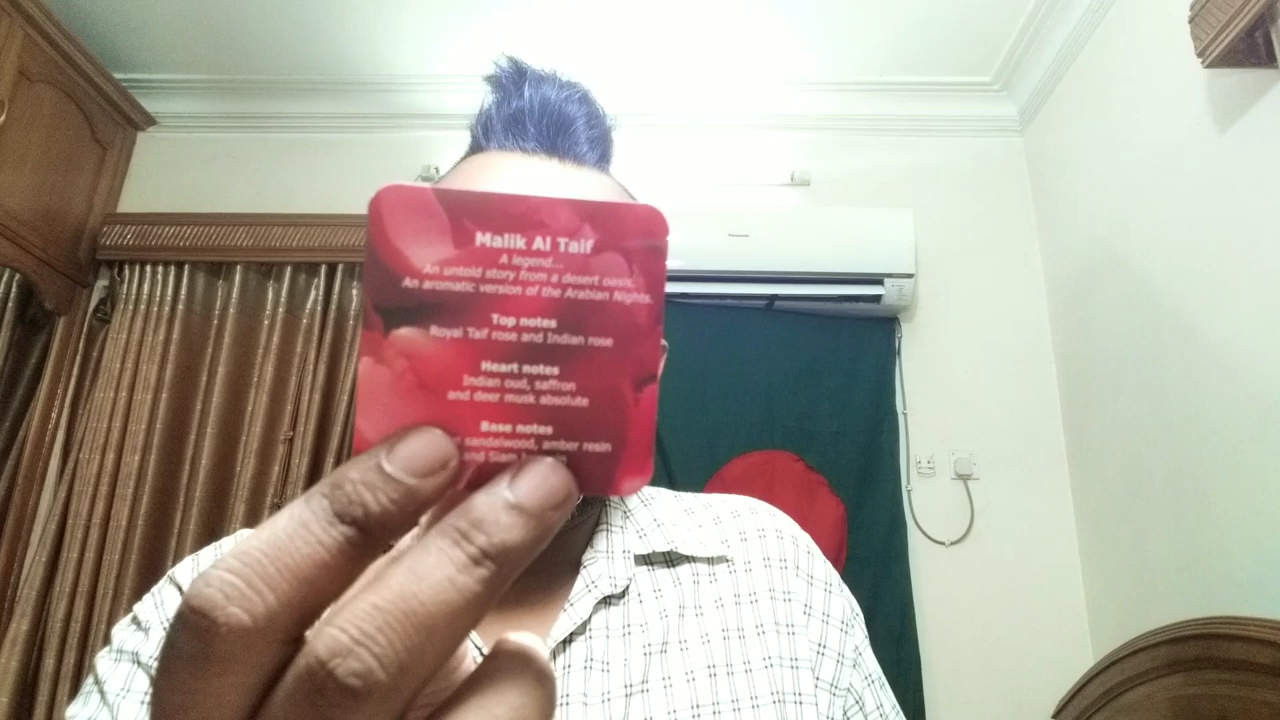 Malik Al Taif
A legend...
An untold story from a desert oasis,
An aromatic version of the Arabian Nights.
Top notes
Royal Taif rose and Indian rose
Heart notes
Indian oud, saffron
and deer musk absolute
Base notes
sandalwood, amber resin
and Siam
Panasonic